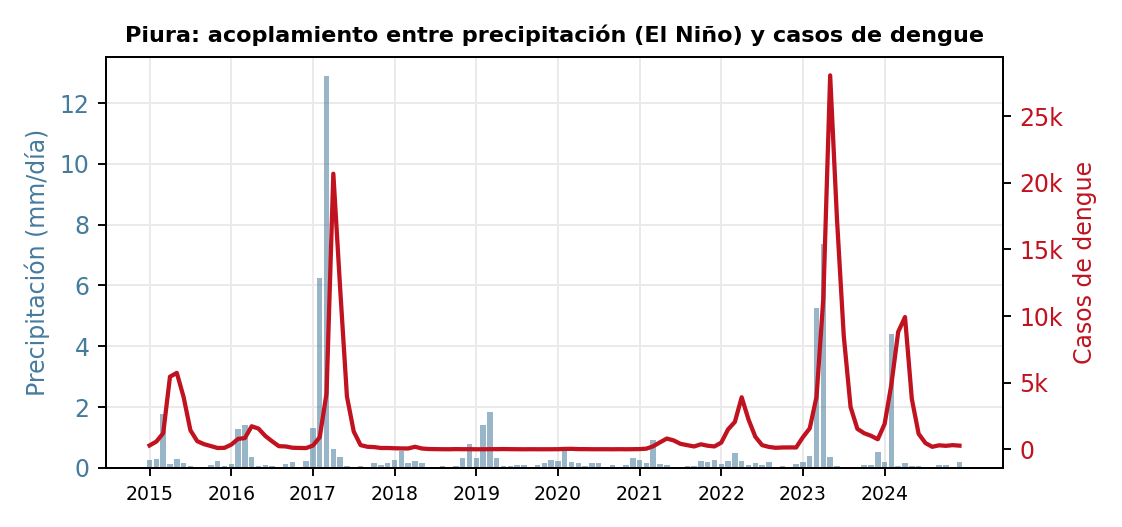 Piura: acoplamiento entre precipitación (El Niño) y casos de dengue
Precipitación (mm/día)
12
10
8
6
4
2
0
25k
20k
15k
10k
5k
0
Casos de dengue
2015 2016 2017 2018 2019 2020 2021 2022 2023 2024